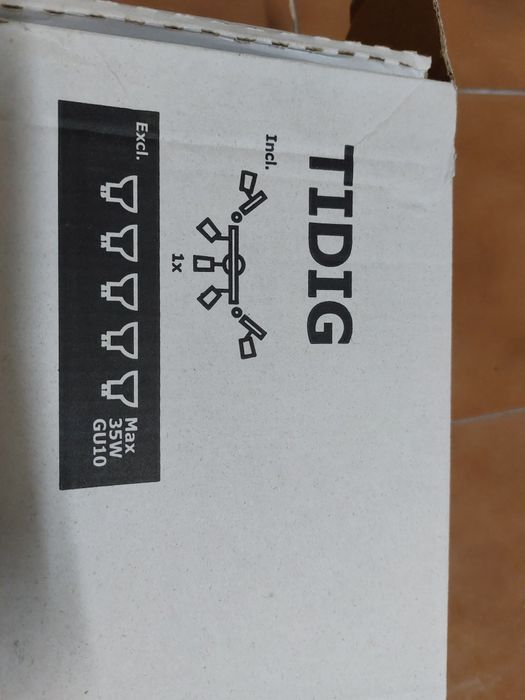 TIDIG
Incl.
1x
Excl.
Max
35W
GU10